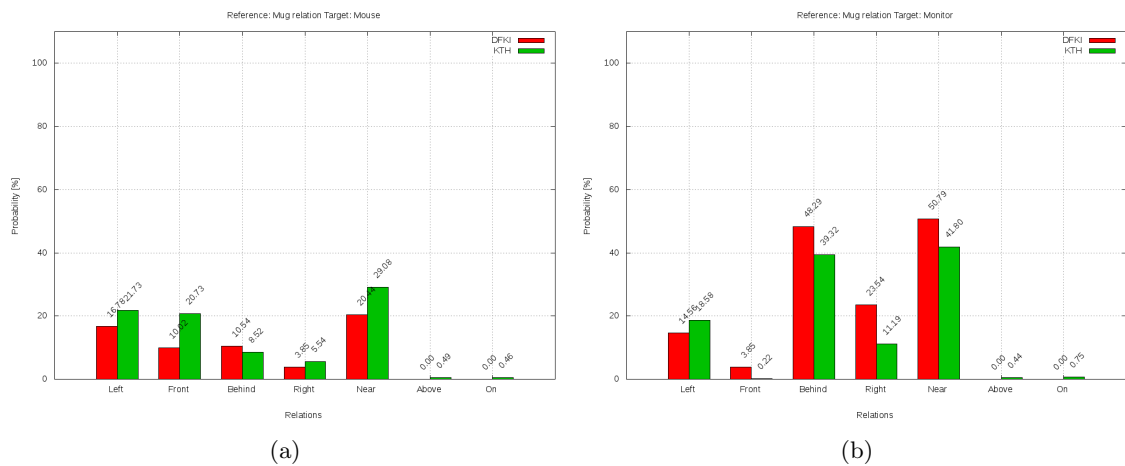 Reference: Mug relation Target: Mouse
DFKI
KTH
100
80
60
40
20
0
Probability [%]
16.78
21.73
10.02
20.73
10.54
8.52
3.85
5.54
20.44
29.08
0.00
0.49
0.00
0.46
Left Front Behind Right Near Above On
Relations
(a)
Reference: Mug relation Target: Monitor
DFKI
KTH
100
80
60
40
20
0
Probability [%]
14.56
18.58
3.85
0.22
48.29
39.32
23.54
11.19
50.79
41.80
0.00
0.44
0.00
0.75
Left Front Behind Right Near Above On
Relations
(b)